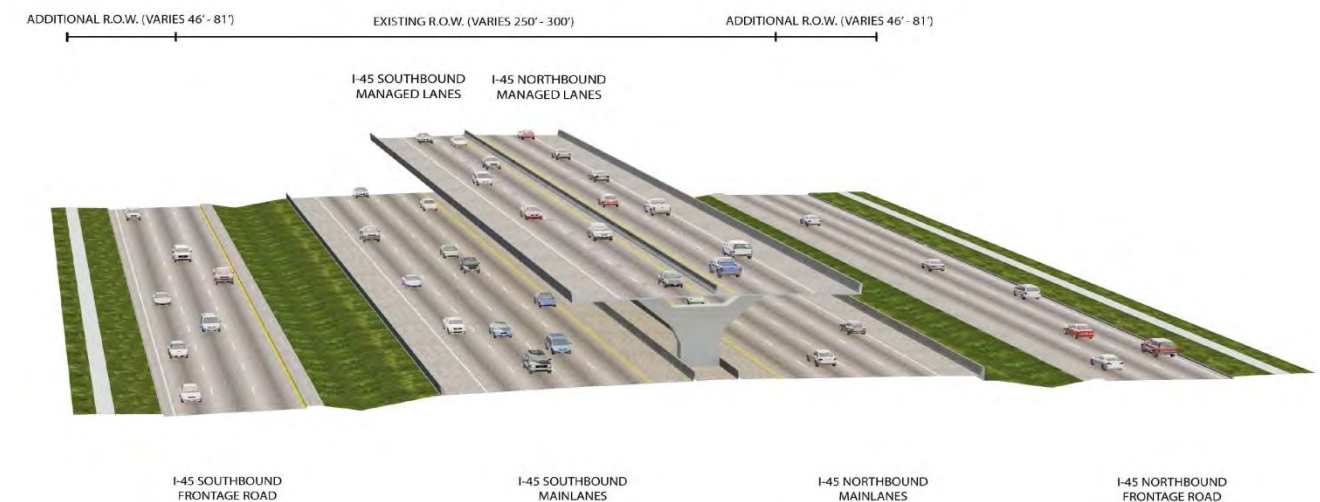 ADDITIONAL R.O.W. (VARIES 46' - 81')
EXISTING R.O.W. (VARIES 250' - 300')
ADDITIONAL R.O.W. (VARIES 46' - 81')
I-45 SOUTHBOUND
MANAGED LANES
I-45 NORTHBOUND
MANAGED LANES
I-45 SOUTHBOUND
FRONTAGE ROAD
I-45 SOUTHBOUND
MAINLANES
I-45 NORTHBOUND
MAINLANES
I-45 NORTHBOUND
FRONTAGE ROAD